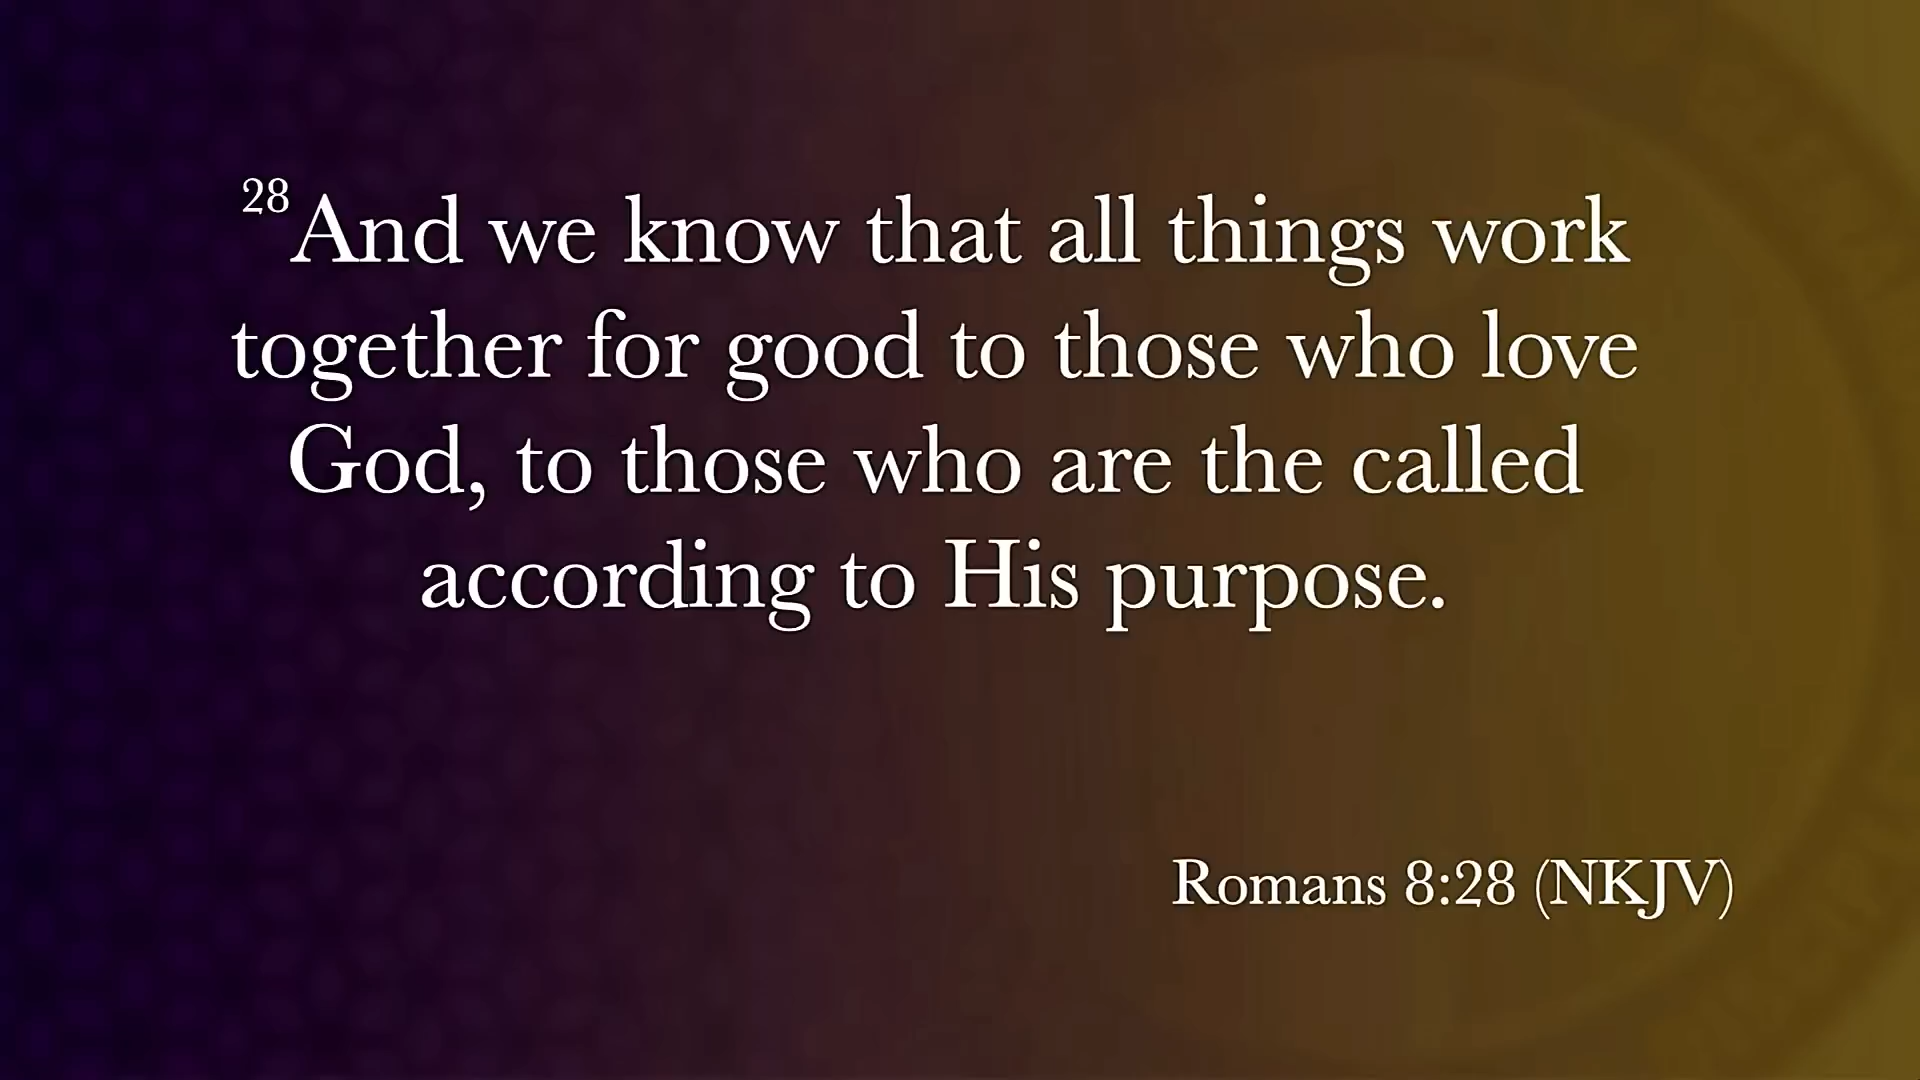 28And we know that all things work
together for good to those who love
God, to those who are the called
according to His purpose.
Romans 8:28 (NKJV)